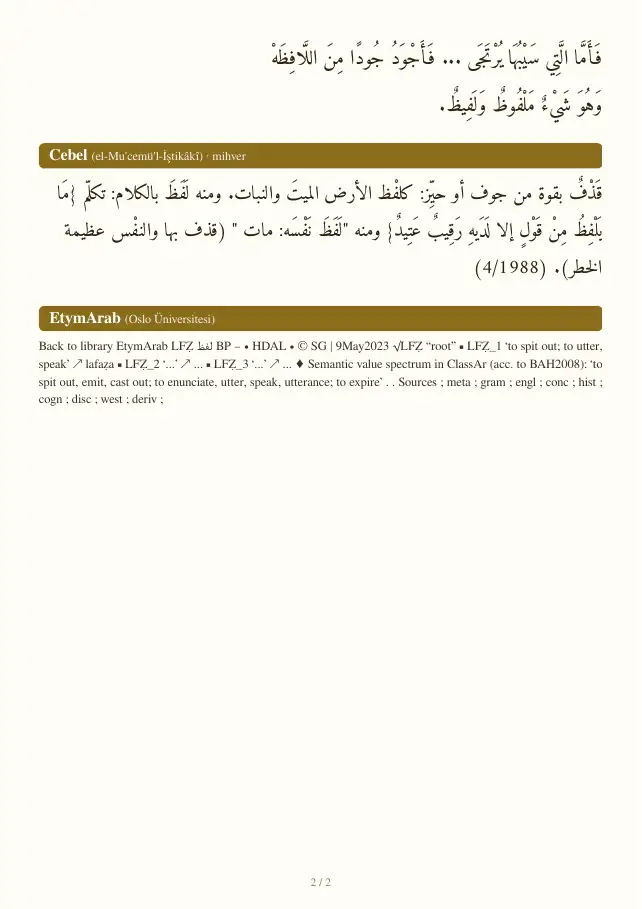 فَأَمَّا الَّتِي سَيْبُهَا يُرْتَجَى ... فَأَجْوَدُ جُودًا مِنَ اللَّافِظَهْ
وَهُوَ شَيْءٌ مَلْفُوظٌ وَلَفِيظٌ.
Cebel (el-Mu'cemü'l-İştikâkî) · mihver
قَذْفٌ بقوة من جوف أو حيِّز: كلفْظ الأرض الميتَ والنبات. ومنه لَفَظَ بالكلام: تكلّم {مَا
يَلْفِظُ مِنْ قَوْلٍ إلا لَدَيهِ رَقِيبٌ عَتِيدٌ} ومنه "لَفَظَ نَفْسَه: مات " (قذف بها والنفْس عظيمة
الخطر). (4/1988)
EtymArab (Oslo Üniversitesi)
Back to library EtymArab LFẒ لفظ BP – • HDAL • © SG | 9May2023 √LFẒ “root” ▪ LFẒ_1 ‘to spit out; to utter,
speak’ ↗ lafaẓa ▪ LFẒ_2 ‘...’ ↗ ... ▪ LFẒ_3 ‘...’ ↗ ... ♦ Semantic value spectrum in ClassAr (acc. to BAH2008): ‘to
spit out, emit, cast out; to enunciate, utter, speak, utterance; to expire’ . . Sources ; meta ; gram ; engl ; conc ; hist ;
cogn ; disc ; west ; deriv ;
2 / 2